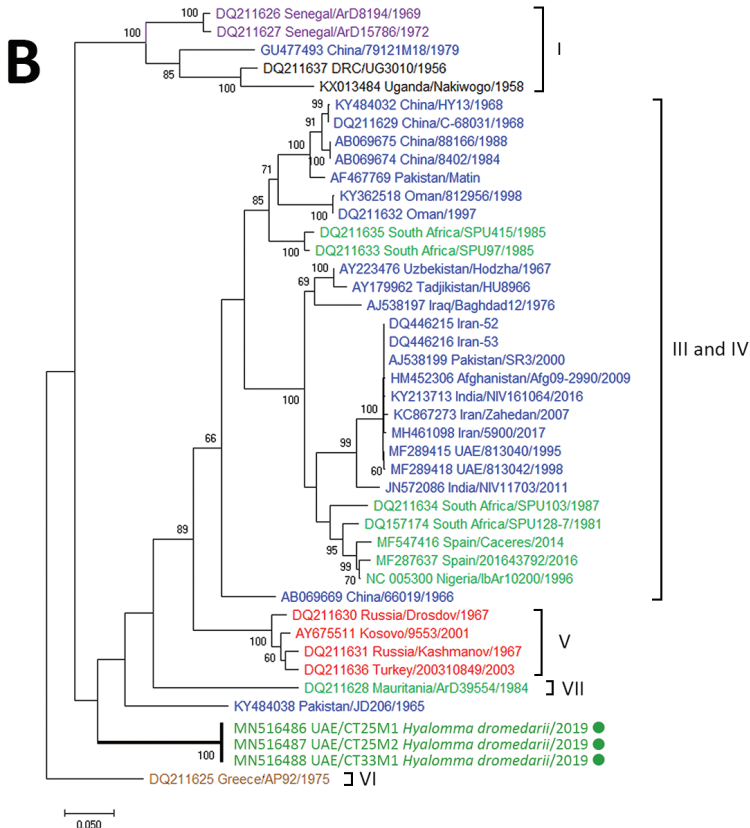 B
DQ211626 Senegal/ArD8194/1969
100
DQ211627 Senegal/ArD15786/1972
100
I
GU477493 China/79121M18/1979
DQ211637 DRC/UG3010/1956
85
KX013484 Uganda/Nakiwogo/1958
100
KY484032 China/HY13/1968
99
DQ211629 China/C-68031/1968
91
AB069675 China/88166/1988
100
AB069674 China/8402/1984
100
AF467769 Pakistan/Matin
71
KY362518 Oman/812956/1998
DQ211632 Oman/1997
100
85
DQ211635 South Africa/SPU415/1985
DQ211633 South Africa/SPU97/1985
100
AY223476 Uzbekistan/Hodzha/1967
100
AY179962 Tadjikistan/HU8966
69
AJ538197 Iraq/Baghdad12/1976
DQ446215 Iran-52
DQ446216 Iran-53
III and IV
AJ538199 Pakistan/SR3/2000
HM452306 Afghanistan/Afg09-2990/2009
KY213713 India/NIV161064/2016
100
KC867273 Iran/Zahedan/2007
100
MH461098 Iran/5900/2017
MF289415 UAE/813040/1995
99
MF289418 UAE/813042/1998
60
JN572086 India/NIV11703/2011
66
DQ211634 South Africa/SPU103/1987
DQ157174 South Africa/SPU128-7/1981
MF547416 Spain/Caceres/2014
95
MF287637 Spain/201643792/2016
99
NC 005300 Nigeria/IbAr10200/1996
70
89
AB069669 China/66019/1966
DQ211630 Russia/Drosdov/1967
AY675511 Kosovo/9553/2001
100
V
DQ211631 Russia/Kashmanov/1967
60
DQ211636 Turkey/200310849/2003
DQ211628 Mauritania/ArD39554/1984
VII
KY484038 Pakistan/JD206/1965
MN516486 UAE/CT25M1 Hyalomma dromedarii/2019
MN516487 UAE/CT25M2 Hyalomma dromedarii/2019
MN516488 UAE/CT33M1 Hyalomma dromedarii/2019
100
DQ211625 Greece/AP92/1975
VI
0.050